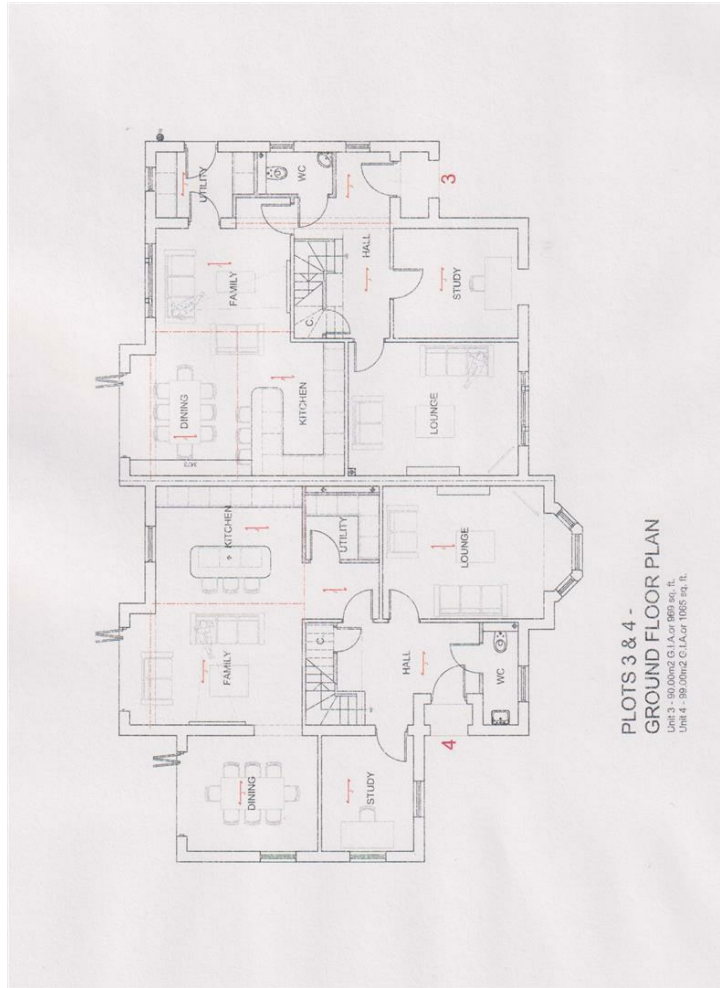 DINING
FAMILY
KITCHEN
UTILITY
STUDY
C.
HALL
LOUNGE
WC
4
DINING
KITCHEN
FAMILY
UTILITY
LOUNGE
C.
HALL
WC
STUDY
3
PLOTS 3 & 4 -
GROUND FLOOR PLAN
Unit 3 - 90.00m2 G.I.A.or 969 sq. ft.
Unit 4 - 99.00m2 G.I.A.or 1065 sq. ft.